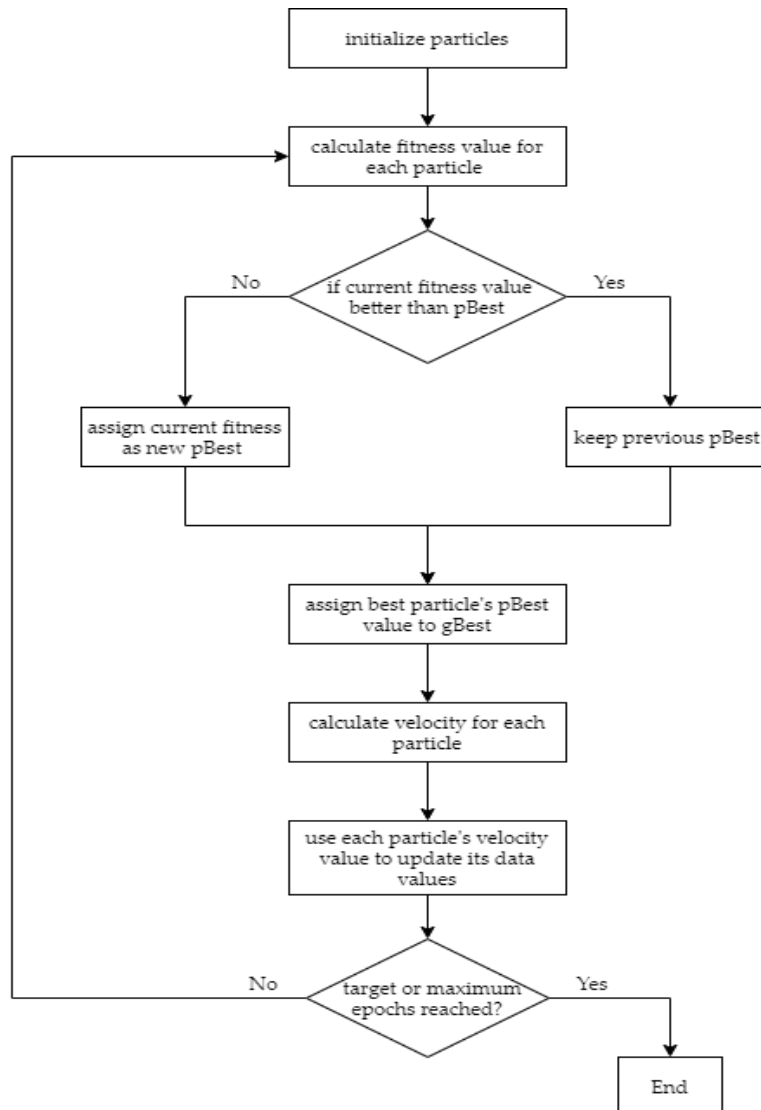 initialize particles
calculate fitness value for
each particle
No
if current fitness value
better than pBest
Yes
assign current fitness
as new pBest
keep previous pBest
assign best particle's pBest
value to gBest
calculate velocity for each
particle
use each particle's velocity
value to update its data
values
No
target or maximum
epochs reached?
Yes
End